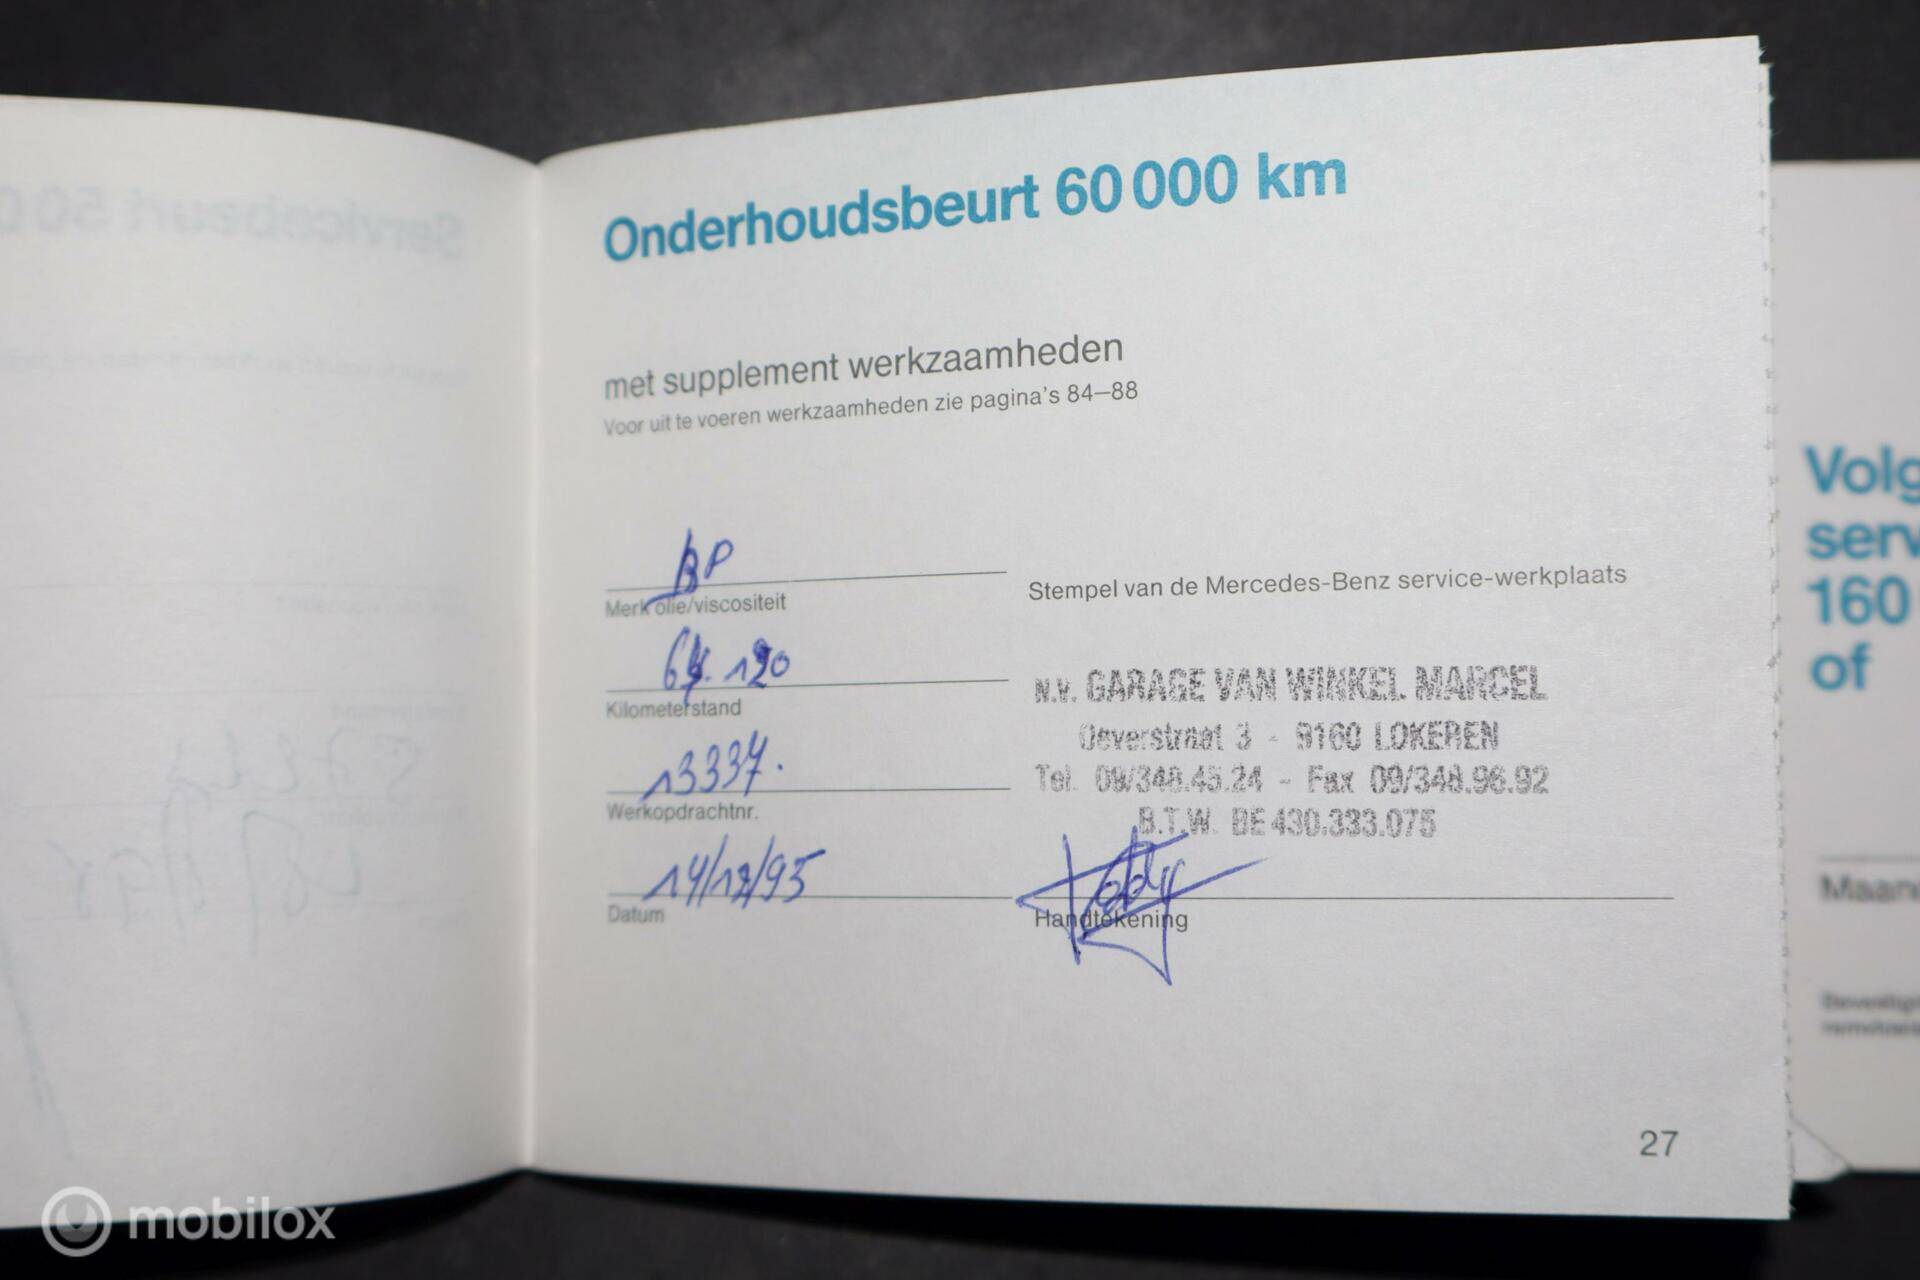 Onderhoudsbeurt 60 000 km
met supplement werkzaamheden
Voor uit te voeren werkzaamheden zie pagina's 84–88
BP
Merk olie/viscositeit
Kilometerstand
13337.
Werkopdrachtnr.
14/12/95
Datum
Stempel van de Mercedes-Benz service-werkplaats
N.V. GARAGE VAN WINKEL MARCEL
Oeverstraat 3 - 9160 LOKEREN
Tel. 09/348.45.24 - Fax 09/348.96.92
B.T.W. BE 430.333.075
Handtekening
27
Volg
serv
160
of
Maan
mobilox